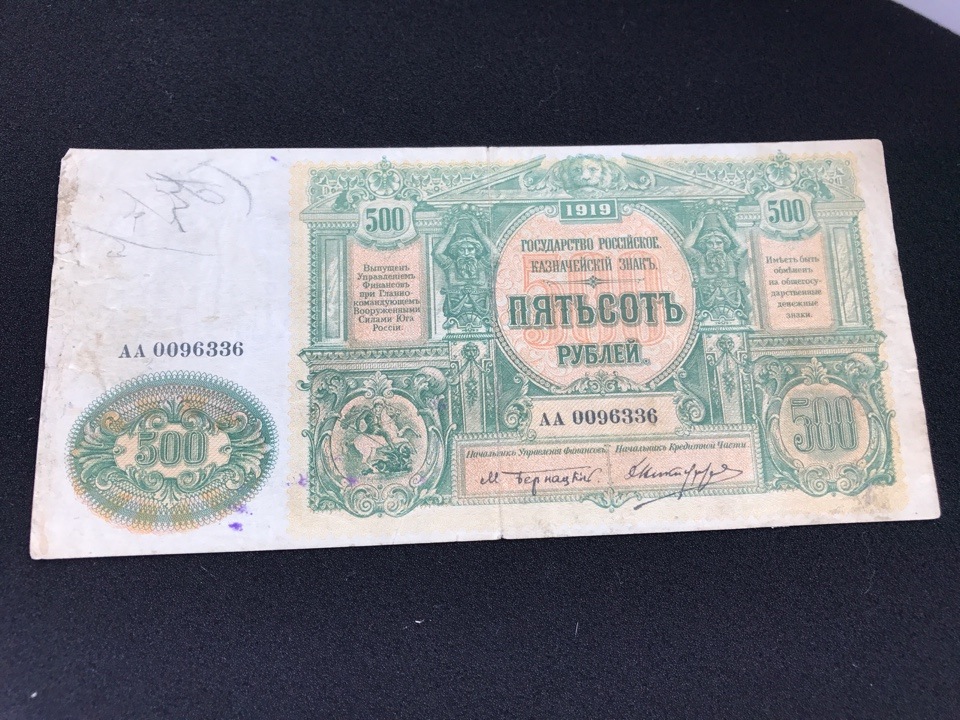 500
1919
500
ГОСУДАРСТВО РОССІЙСКОЕ.
КАЗНАЧЕЙСКІЙ ЗНАКЪ.
ПЯТЬСОТЪ
РУБЛЕЙ.
Выпущенъ
Управленіемъ
Финансовъ
при Главно-
командующемъ
Вооруженными
Силами Юга
Россіи.
Имѣетъ быть
обмѣненъ
на общегосу-
дарственные
денежные
знаки.
АА 0096336
500
АА 0096336
500
Начальникъ Управленія Финансовъ
Начальникъ Кредитной Части
М Бернацкій